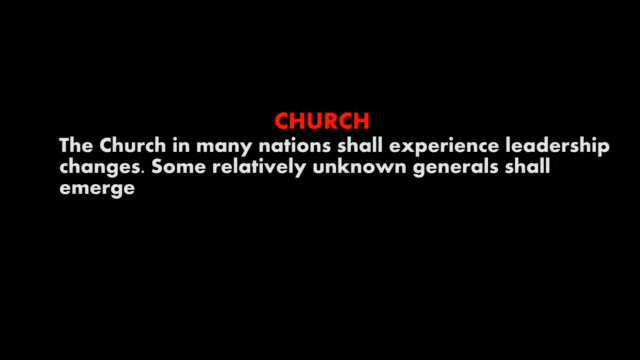 CHURCH
The Church in many nations shall experience leadership
changes. Some relatively unknown generals shall
emerge